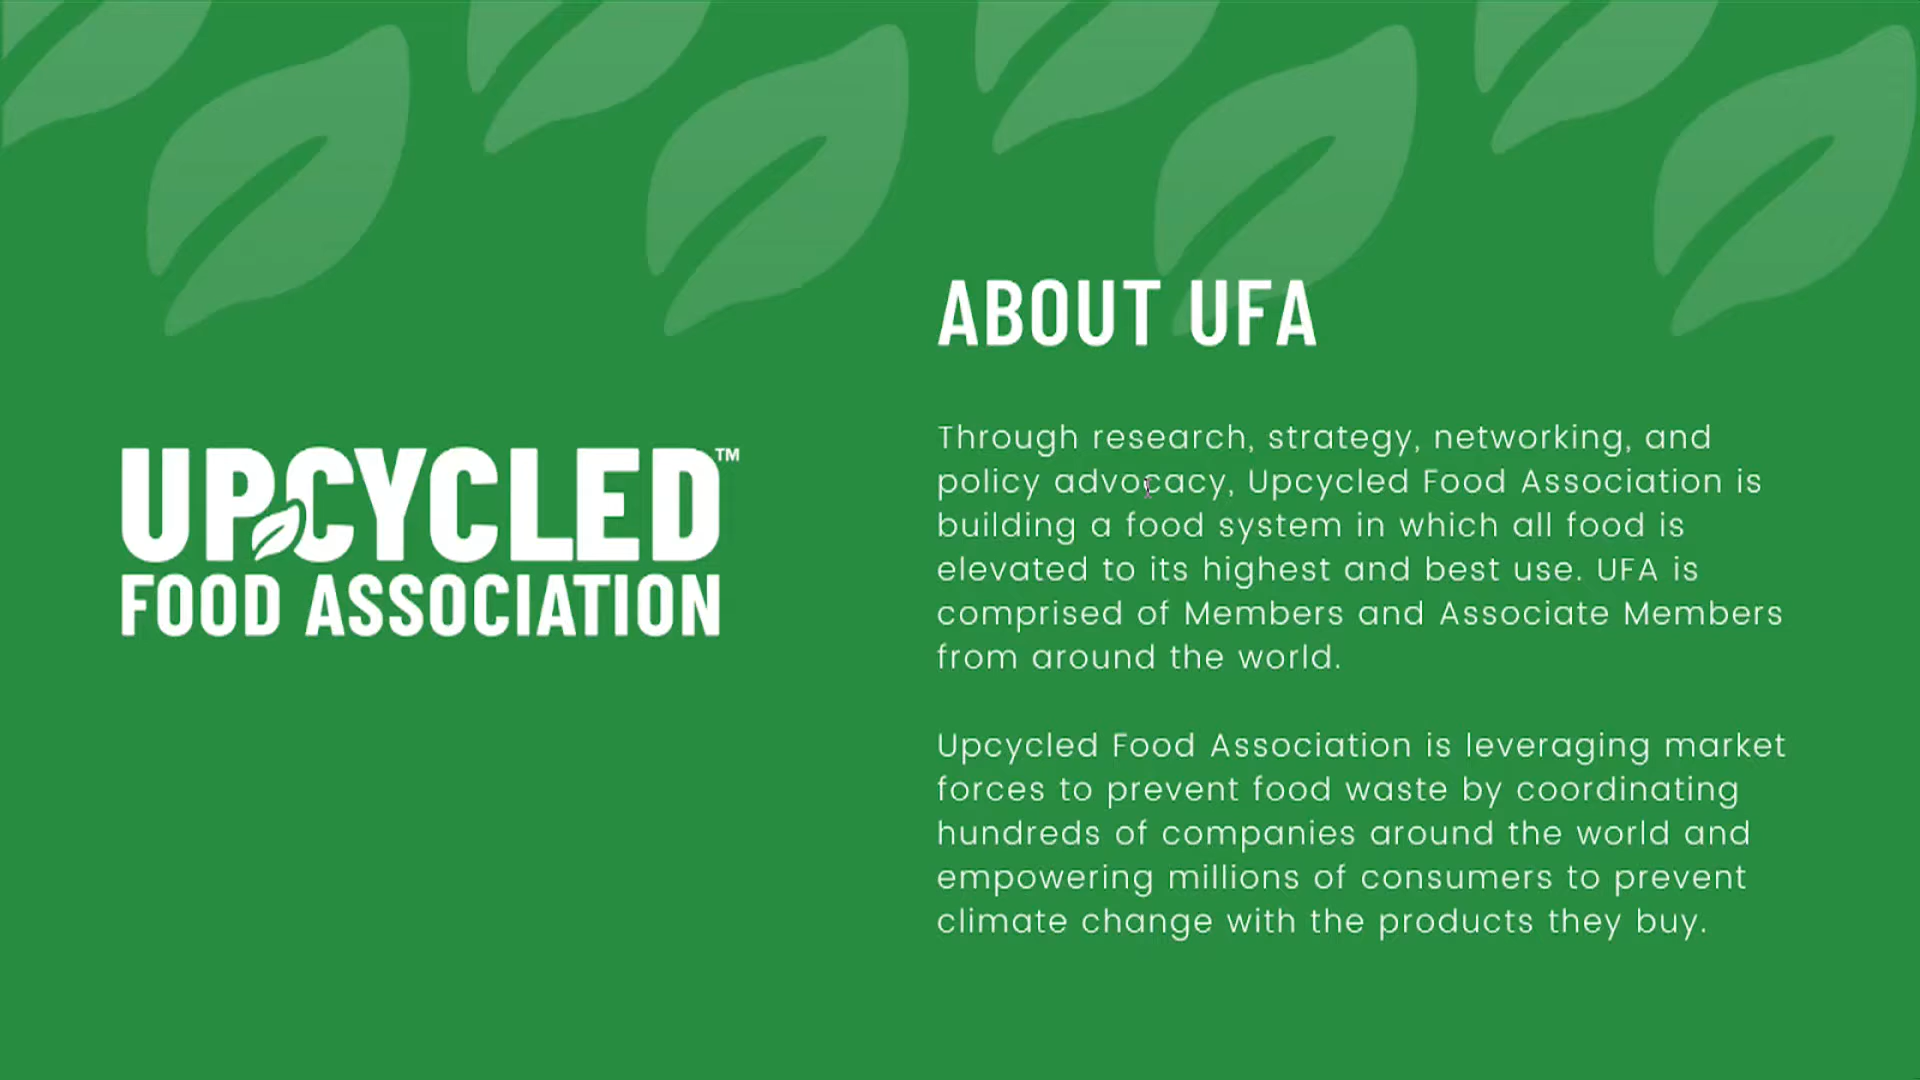 UPCYCLED™
FOOD ASSOCIATION
ABOUT UFA
Through research, strategy, networking, and
policy advocacy, Upcycled Food Association is
building a food system in which all food is
elevated to its highest and best use. UFA is
comprised of Members and Associate Members
from around the world.
Upcycled Food Association is leveraging market
forces to prevent food waste by coordinating
hundreds of companies around the world and
empowering millions of consumers to prevent
climate change with the products they buy.